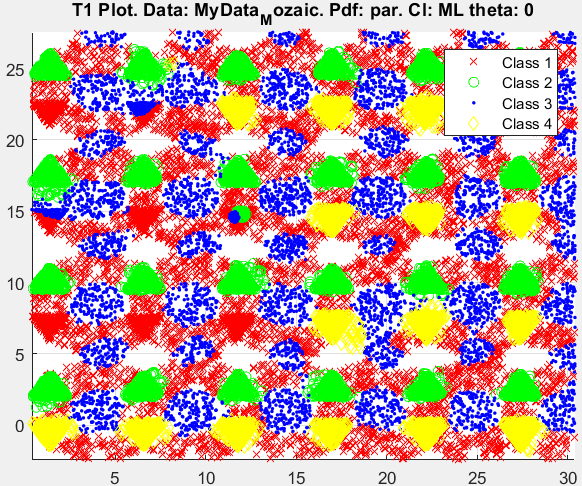 T1 Plot. Data: MyData_Mozaic. Pdf: par. Cl: ML theta: 0
Class 1
Class 2
Class 3
Class 4
25
20
15
10
5
0
5
10
15
20
25
30